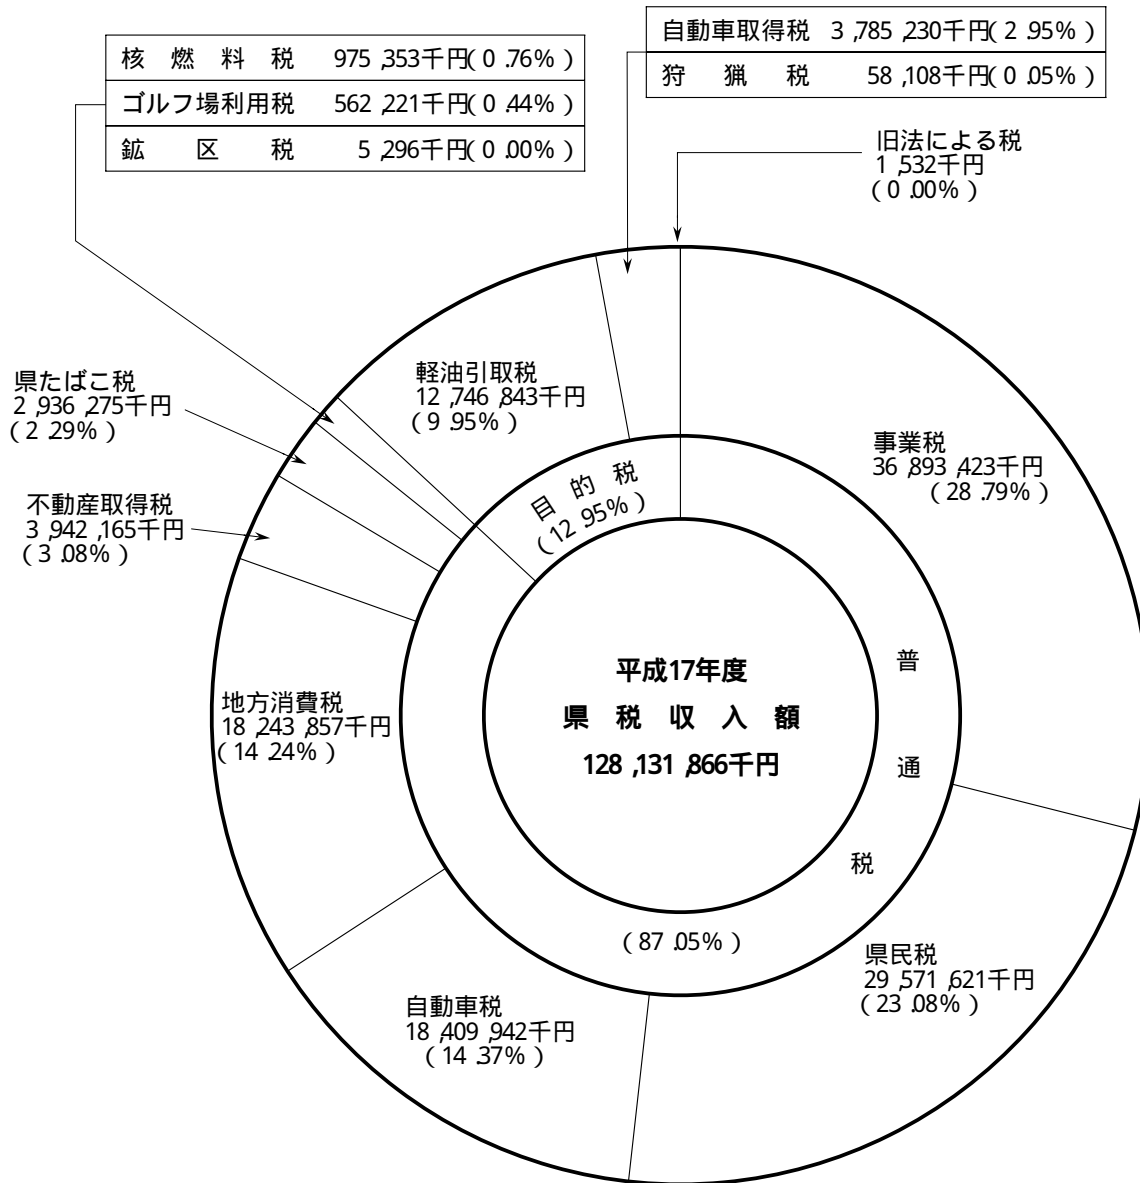 核燃料税 975,353千円(0.76%)
ゴルフ場利用税 562,221千円(0.44%)
鉱区税 5,296千円(0.00%)
自動車取得税 3,785,230千円(2.95%)
狩猟税 58,108千円(0.05%)
旧法による税
1,532千円
(0.00%)
軽油引取税
12,746,843千円
(9.95%)
県たばこ税
2,936,275千円
(2.29%)
不動産取得税
3,942,165千円
(3.08%)
事業税
36,893,423千円
(28.79%)
目的税
(12.95%)
平成17年度
県税収入額
128,131,866千円
普通税
(87.05%)
地方消費税
18,243,857千円
(14.24%)
県民税
29,571,621千円
(23.08%)
自動車税
18,409,942千円
(14.37%)